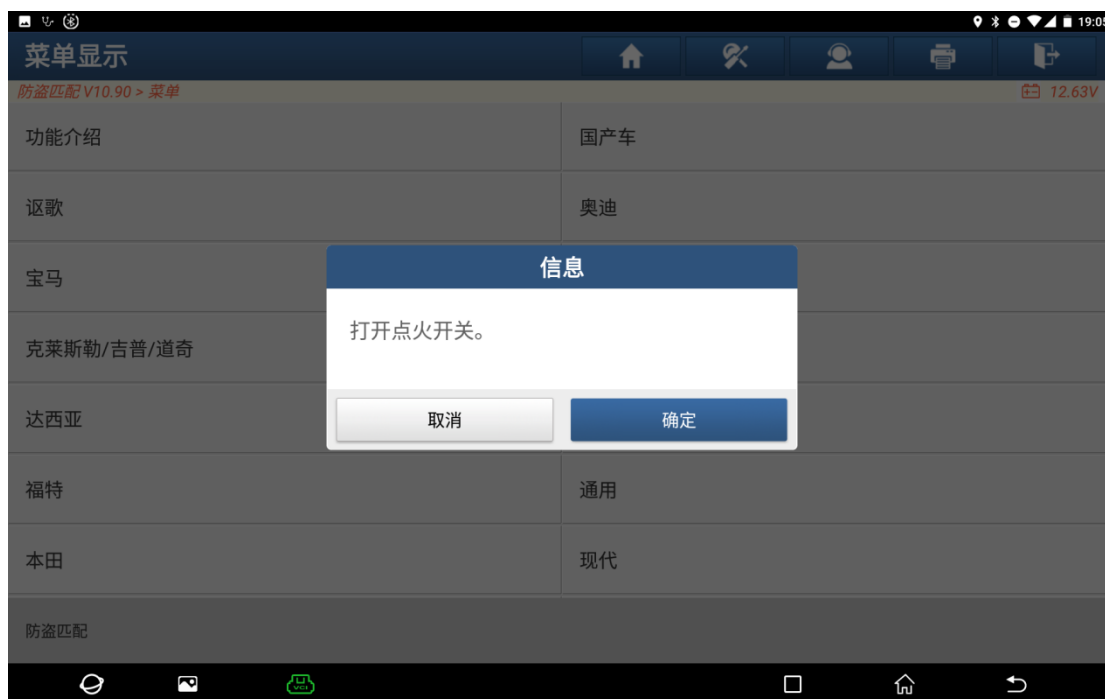 19:05
菜单显示
防盗匹配 V10.90 > 菜单
12.63V
功能介绍
国产车
讴歌
奥迪
宝马
信息
打开点火开关。
克莱斯勒/吉普/道奇
达西亚
取消
确定
福特
通用
本田
现代
防盗匹配
VCI